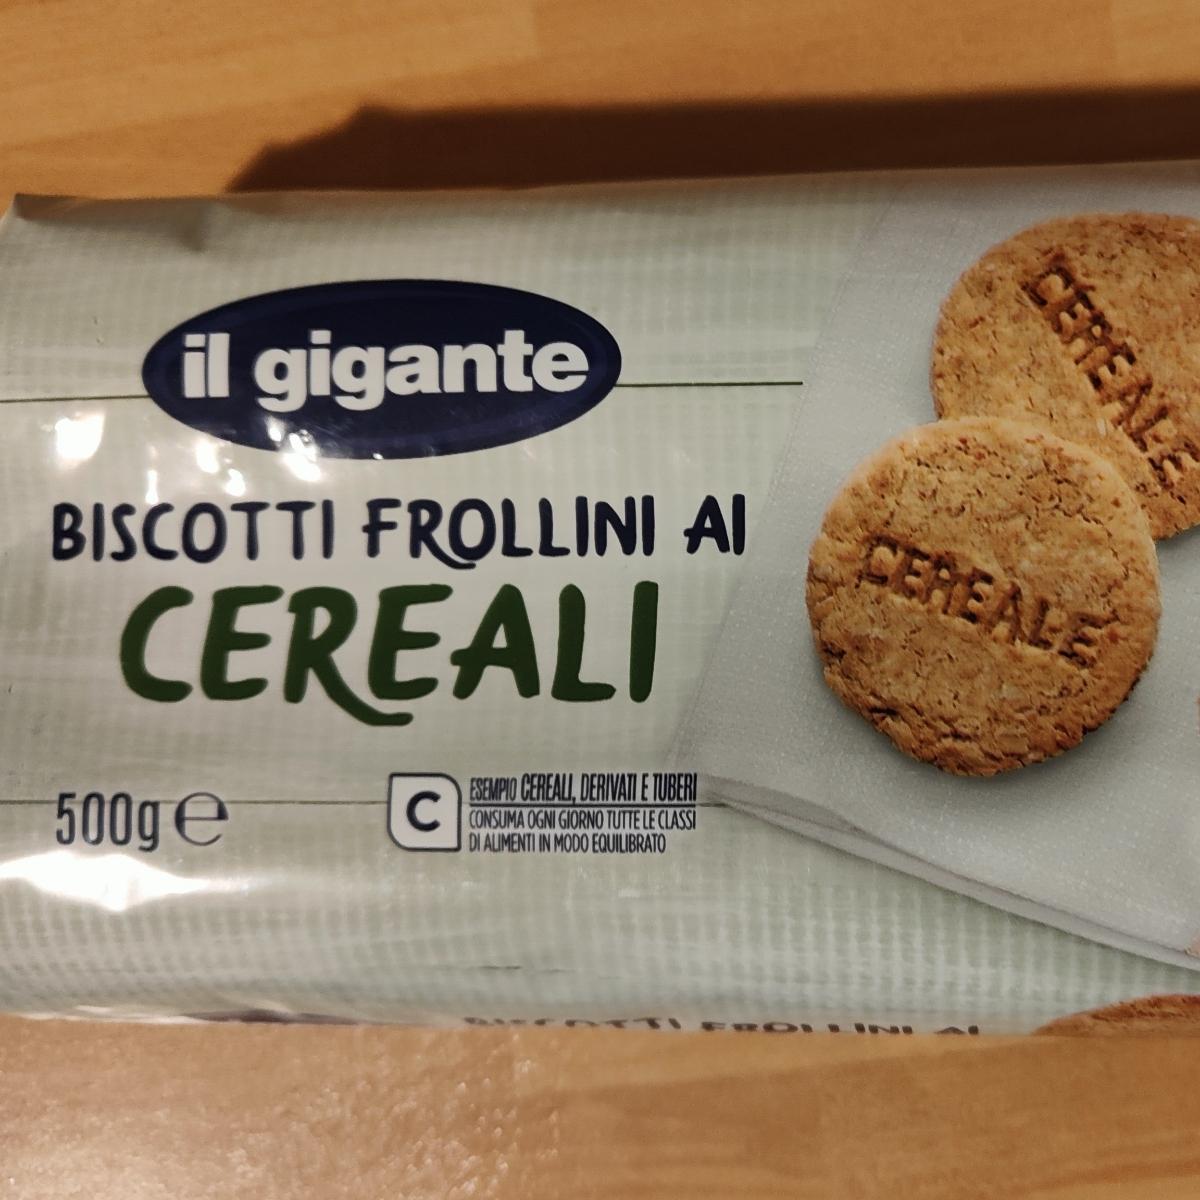 il gigante
BISCOTTI FROLLINI AI
CEREALI
500g ℮
C
ESEMPIO CEREALI, DERIVATI E TUBERI
CONSUMA OGNI GIORNO TUTTE LE CLASSI
DI ALIMENTI IN MODO EQUILIBRATO
CEREALE
CEREALE
BISCOTTI FROLLINI AI